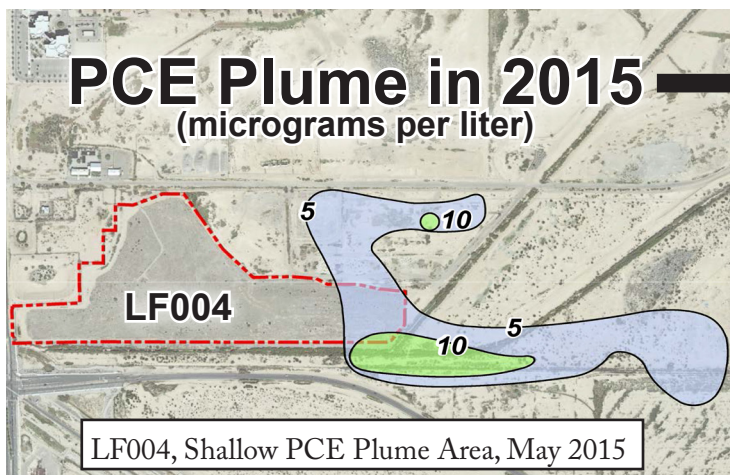 PCE Plume in 2015
(micrograms per liter)
5
10
LF004
5
10
LF004, Shallow PCE Plume Area, May 2015